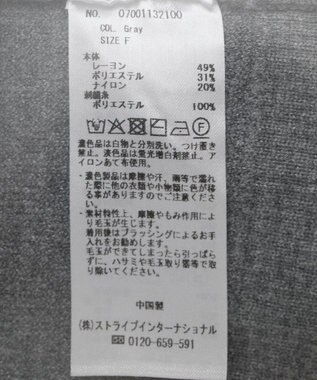 NO. 07001132100
COL. Gray
SIZE F
本体
レーヨン 49%
ポリエステル 31%
ナイロン 20%
刺繍糸
ポリエステル 100%
濃色品は白物と分別洗い。つけ置き
禁止。淡色品は蛍光増白剤禁止。ア
イロンあて布使用。
・濃色製品は摩擦や汗、雨等で濡れ
た際に他の衣類や小物類に色が移
る事がありますのでご注意くださ
い。
・素材特性上、摩擦やもみ作用によ
り毛玉が生じます。
着用後はブラッシングによるお手
入れをお勧めします。
毛玉ができてしまったら引っぱら
ずに、ハサミや毛玉取り器等で取
り除いてください。
中国製
(株)ストライプインターナショナル
0120-659-591